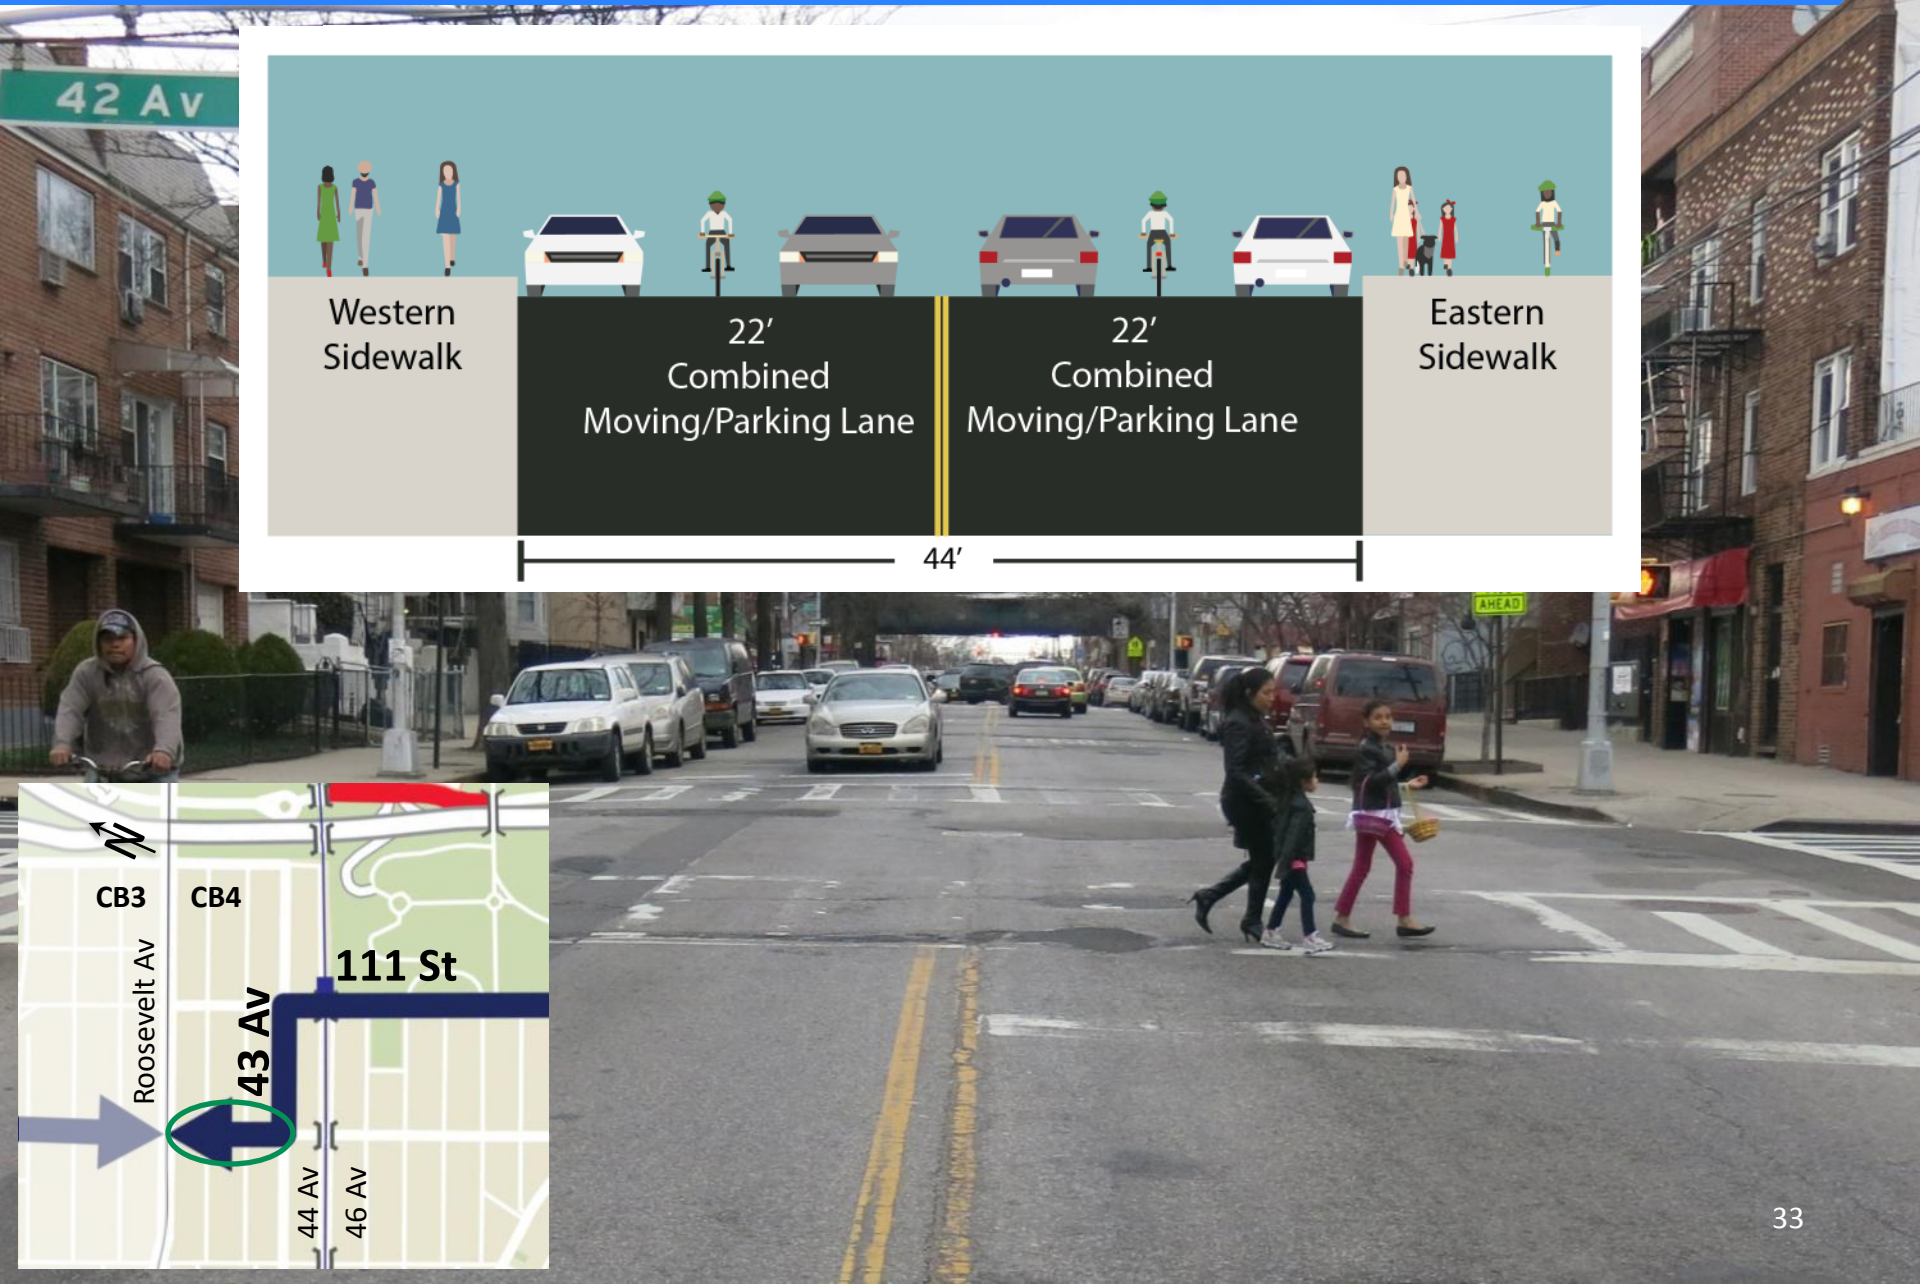 42 Av
Western
Sidewalk
22′
Combined
Moving/Parking Lane
22′
Combined
Moving/Parking Lane
Eastern
Sidewalk
44′
AHEAD
N
CB3
CB4
Roosevelt Av
43 Av
111 St
44 Av
46 Av
33